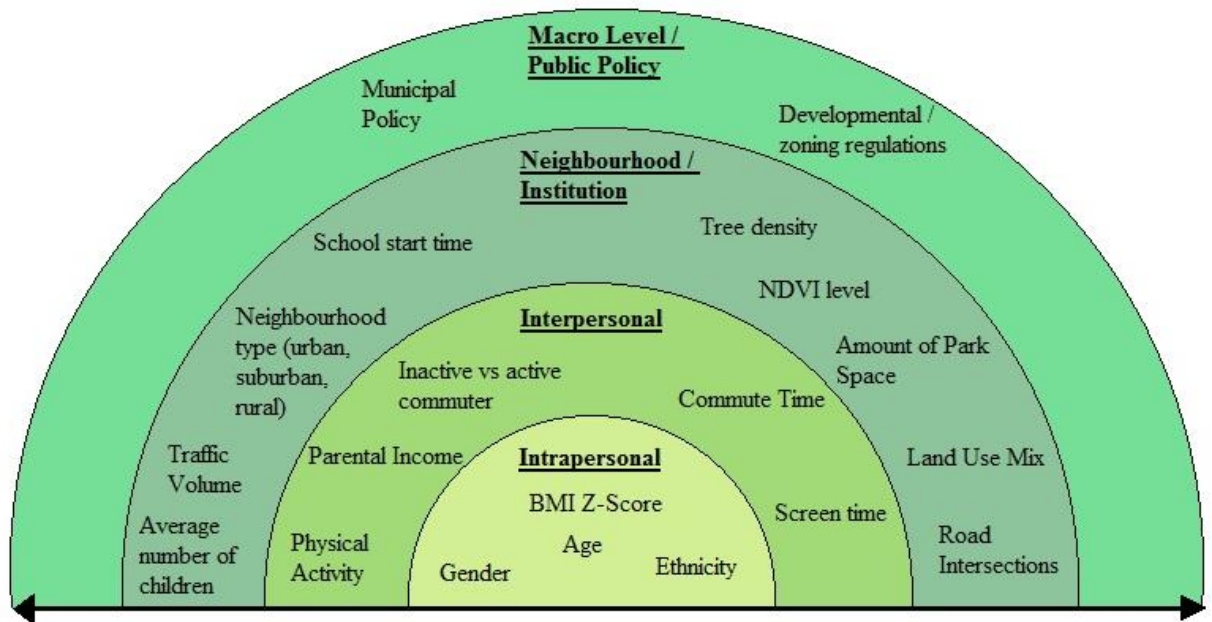 Macro Level /
Public Policy
Municipal
Policy
Developmental /
zoning regulations
Neighbourhood /
Institution
School start time
Tree density
NDVI level
Neighbourhood
type (urban,
suburban,
rural)
Amount of Park
Space
Traffic
Volume
Land Use Mix
Average
number of
children
Road
Intersections
Interpersonal
Inactive vs active
commuter
Commute Time
Parental Income
Screen time
Physical
Activity
Intrapersonal
BMI Z-Score
Age
Gender
Ethnicity